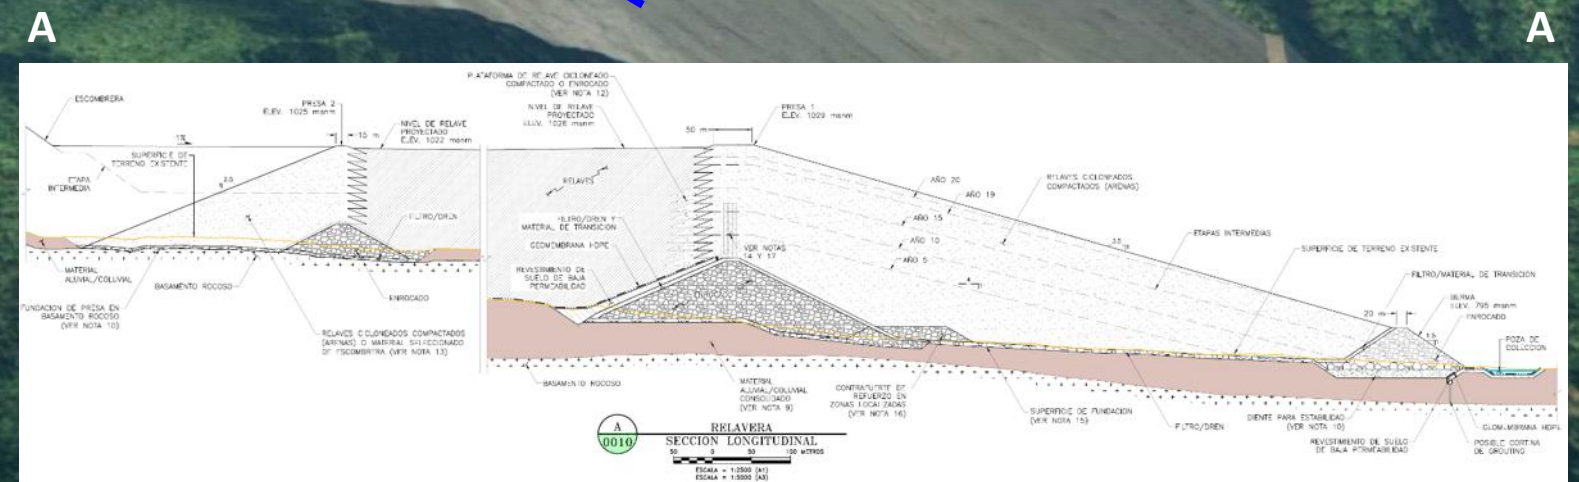 A
A
ESCOMBRERA
PRESA 2
ELEV. 1025 msnm
15 m
NIVEL DE RELAVE
PROYECTADO
ELEV. 1022 msnm
1%
SUPERFICIE DE
TERRENO EXISTENTE
ETAPA
INTERMEDIA
FILTRO/DREN
MATERIAL
ALUVIAL/COLUVIAL
BASAMENTO ROCOSO
ENROCADO
FUNDACION DE PRESA EN
BASAMENTO ROCOSO
(VER NOTA 10)
RELAVES CICLONEADOS COMPACTADOS
(ARENAS) O MATERIAL SELECCIONADO
DE ESCOMBRERA (VER NOTA 13)
PLATAFORMA DE RELAVE CICLONEADO
COMPACTADO O ENROCADO
(VER NOTA 12)
NIVEL DE RELAVE
PROYECTADO
ELEV. 1026 msnm
50 m
PRESA 1
ELEV. 1029 msnm
RELAVES
FILTRO/DREN Y
MATERIAL DE TRANSICION
GEOMEMBRANA HDPE
REVESTIMIENTO DE
SUELO DE BAJA
PERMEABILIDAD
VER NOTAS
14 Y 17
AÑO 20
AÑO 19
AÑO 15
AÑO 10
AÑO 5
RELAVES CICLONEADOS
COMPACTADOS (ARENAS)
3.5
ETAPAS INTERMEDIAS
SUPERFICIE DE TERRENO EXISTENTE
FILTRO/MATERIAL DE TRANSICION
BERMA
ELEV. 795 msnm
20 m
ENROCADO
POZA DE
COLECCION
BASAMENTO ROCOSO
MATERIAL
ALUVIAL/COLUVIAL
CONSOLIDADO
(VER NOTA 9)
CONTRAFUERTE DE
REFUERZO EN
ZONAS LOCALIZADAS
(VER NOTA 16)
SUPERFICIE DE FUNDACION
(VER NOTA 15)
FILTRO/DREN
DIENTE PARA ESTABILIDAD
(VER NOTA 10)
REVESTIMIENTO DE SUELO
DE BAJA PERMEABILIDAD
GEOMEMBRANA HDPE
POSIBLE CORTINA
DE GROUTING
A
0010
RELAVERA
SECCION LONGITUDINAL
50 0 50 100 METROS
ESCALA = 1:2500 (A1)
ESCALA = 1:5000 (A3)